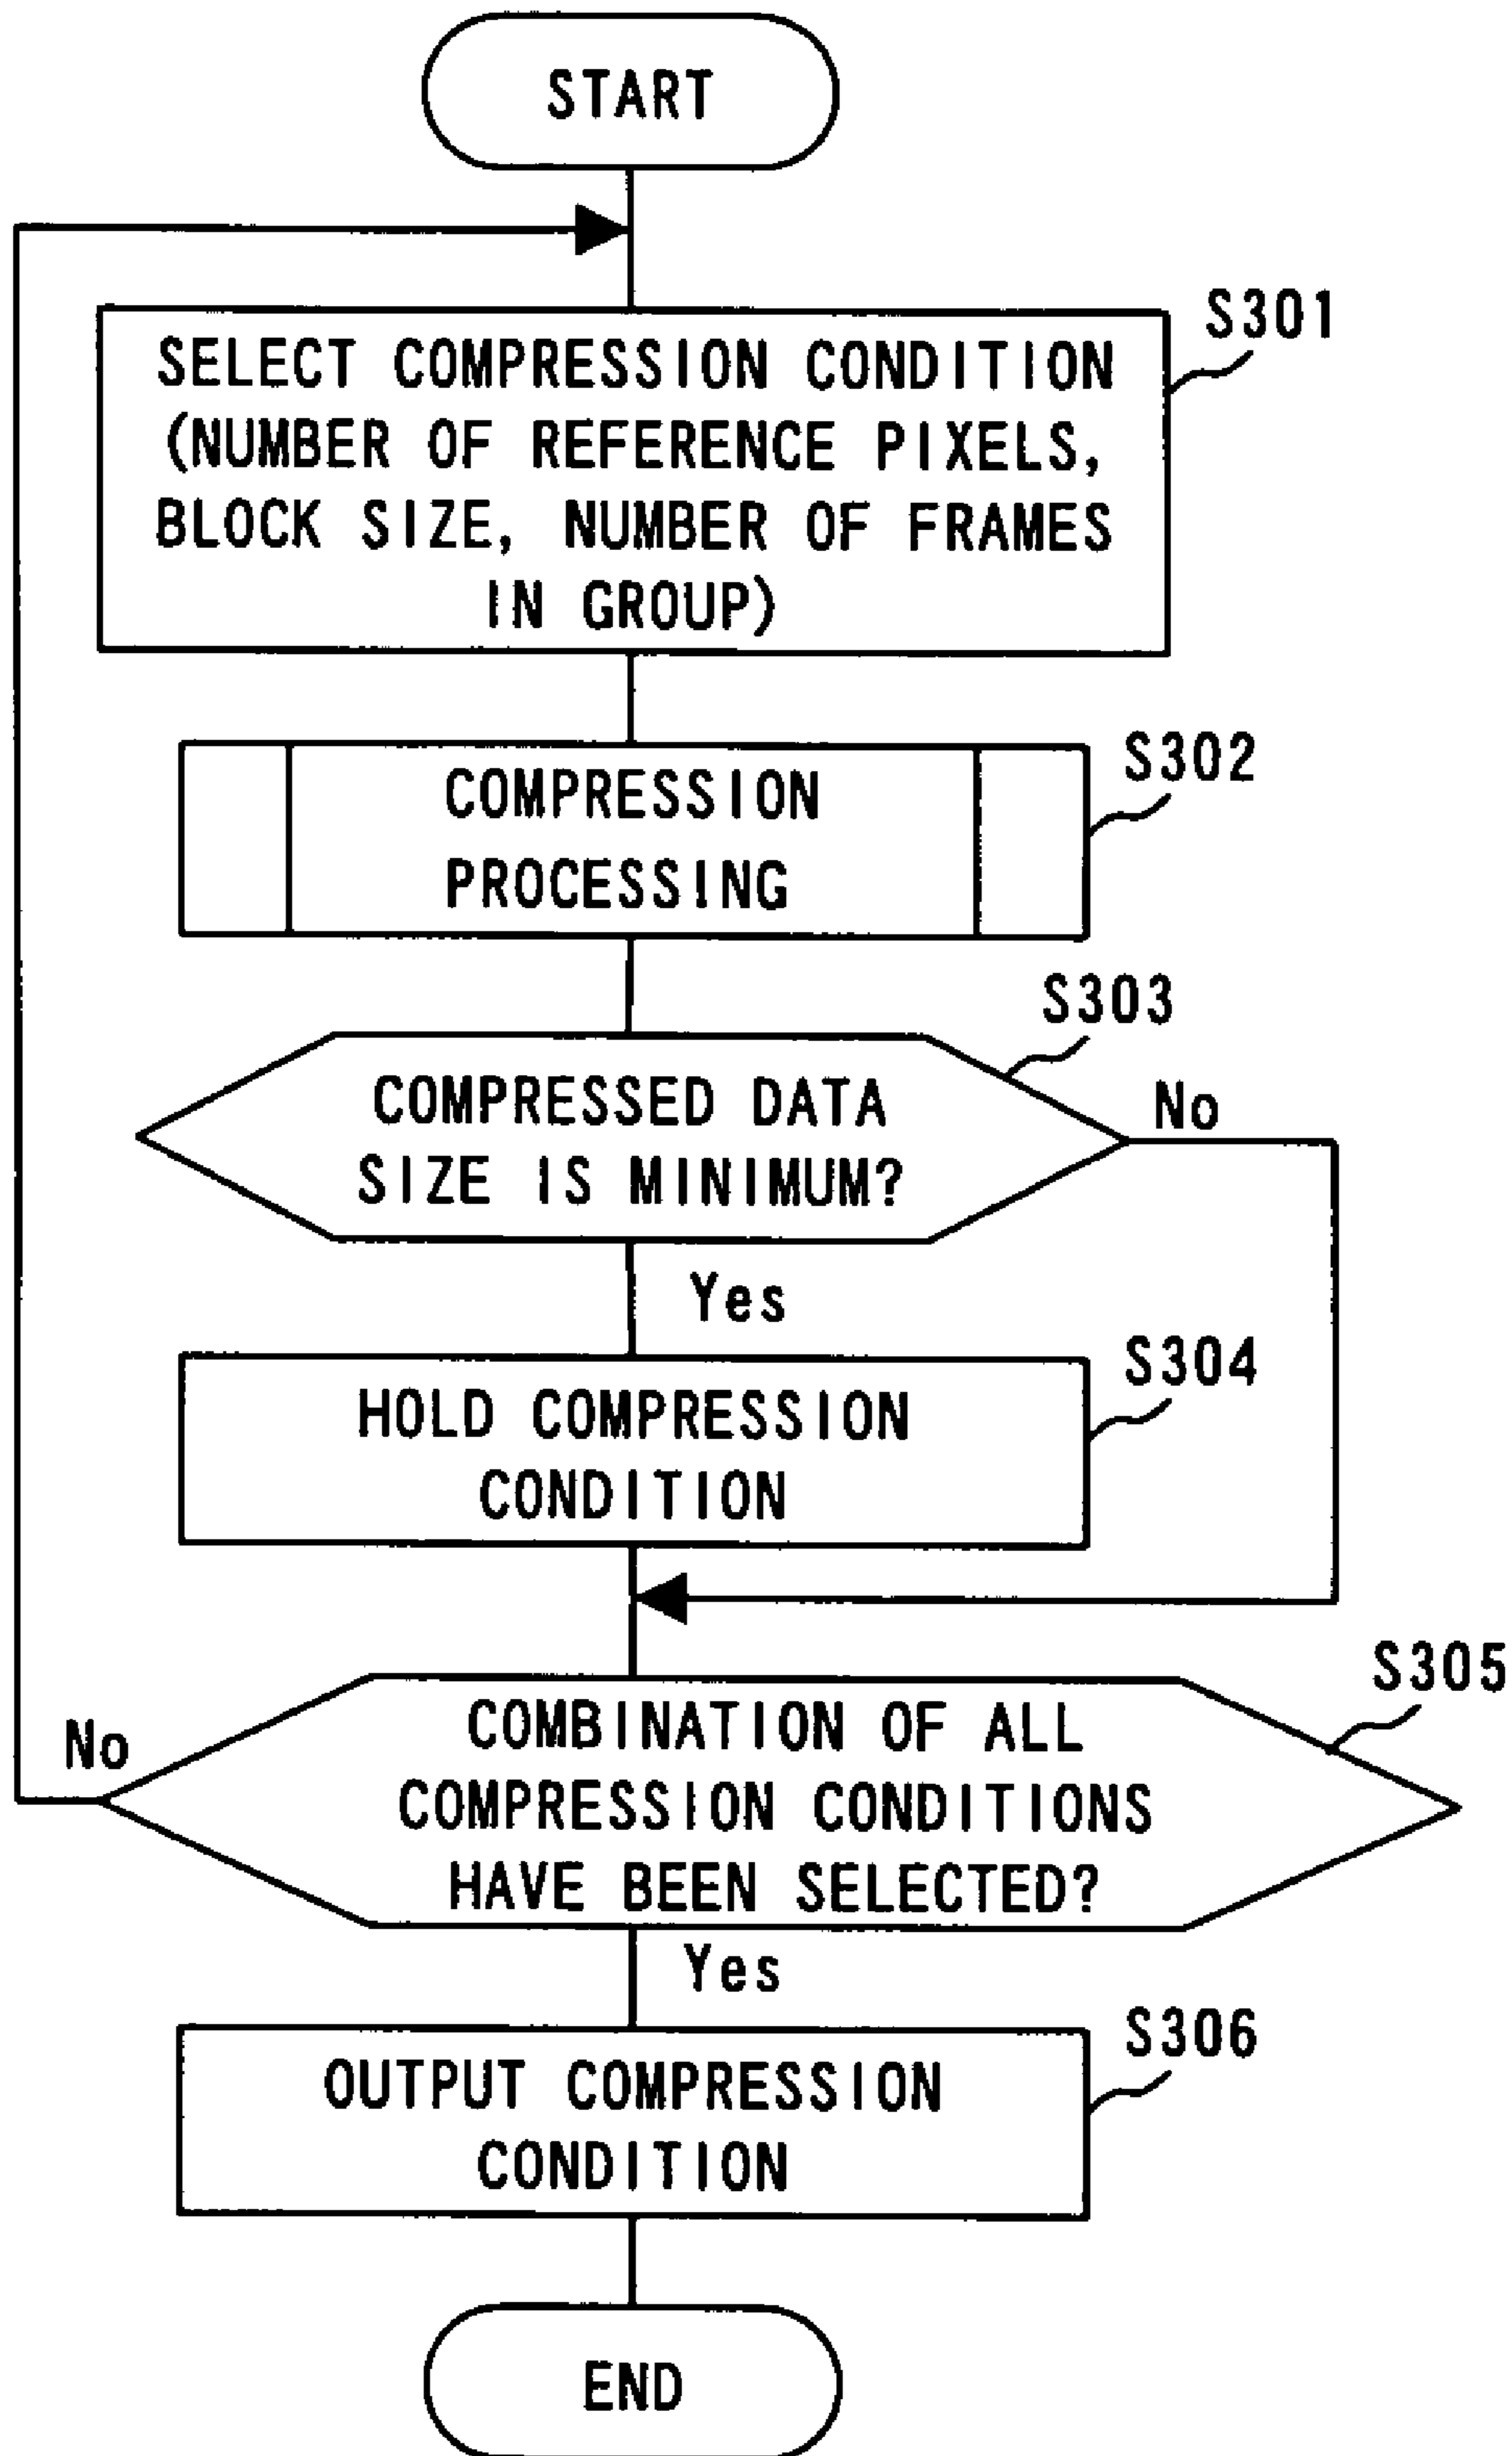 START
S301
SELECT COMPRESSION CONDITION
(NUMBER OF REFERENCE PIXELS,
BLOCK SIZE, NUMBER OF FRAMES
IN GROUP)
S302
COMPRESSION
PROCESSING
S303
COMPRESSED DATA
SIZE IS MINIMUM?
No
Yes
S304
HOLD COMPRESSION
CONDITION
S305
No
COMBINATION OF ALL
COMPRESSION CONDITIONS
HAVE BEEN SELECTED?
Yes
S306
OUTPUT COMPRESSION
CONDITION
END